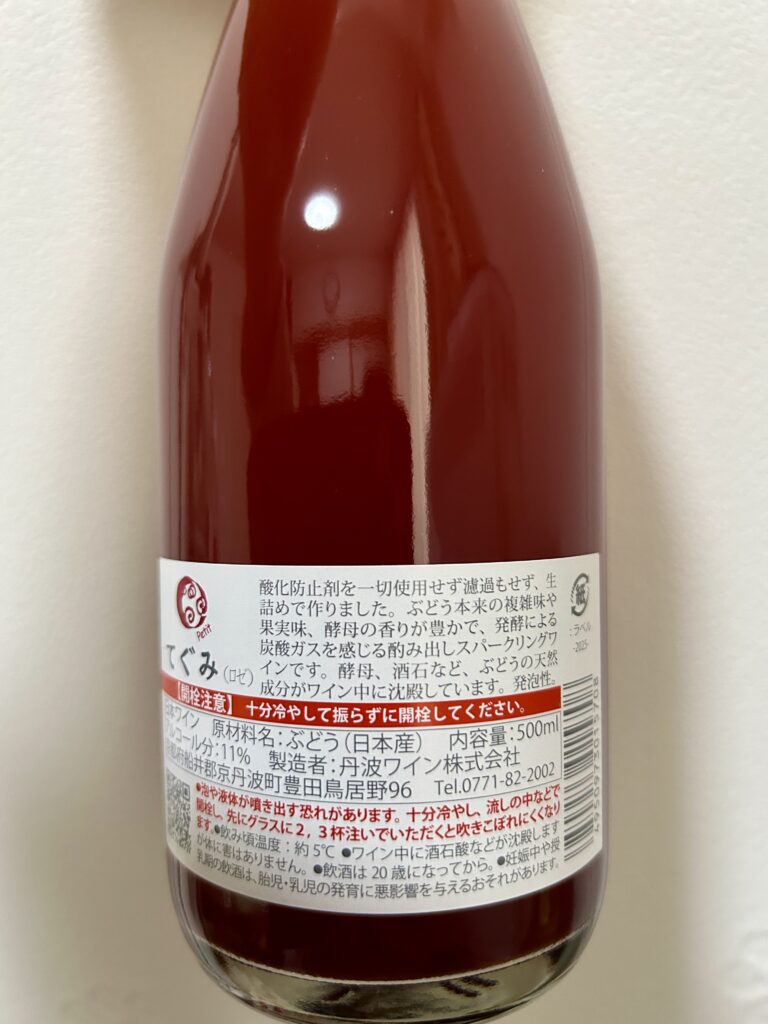 Petit
てぐみ（ロゼ）
酸化防止剤を一切使用せず濾過もせず、生
詰めで作りました。ぶどう本来の複雑味や
果実味、酵母の香りが豊かで、発酵による
炭酸ガスを感じる酌み出しスパークリングワ
インです。酵母、酒石など、ぶどうの天然
成分がワイン中に沈殿しています。発泡性。
紙
：ラベル
-2025-
【開栓注意】 十分冷やして振らずに開栓してください。
日本ワイン 原材料名：ぶどう（日本産） 内容量：500ml
アルコール分：11% 製造者：丹波ワイン株式会社
京都府船井郡京丹波町豊田鳥居野96 Tel.0771-82-2002
●泡や液体が噴き出す恐れがあります。十分冷やし、流しの中などで
開栓し、先にグラスに2，3杯注いでいただくと吹きこぼれにくくなり
ます。●飲み頃温度：約5℃ ●ワイン中に酒石酸などが沈殿します
が体に害はありません。●飲酒は20歳になってから。●妊娠中や授
乳期の飲酒は、胎児・乳児の発育に悪影響を与えるおそれがあります。
4950973015708